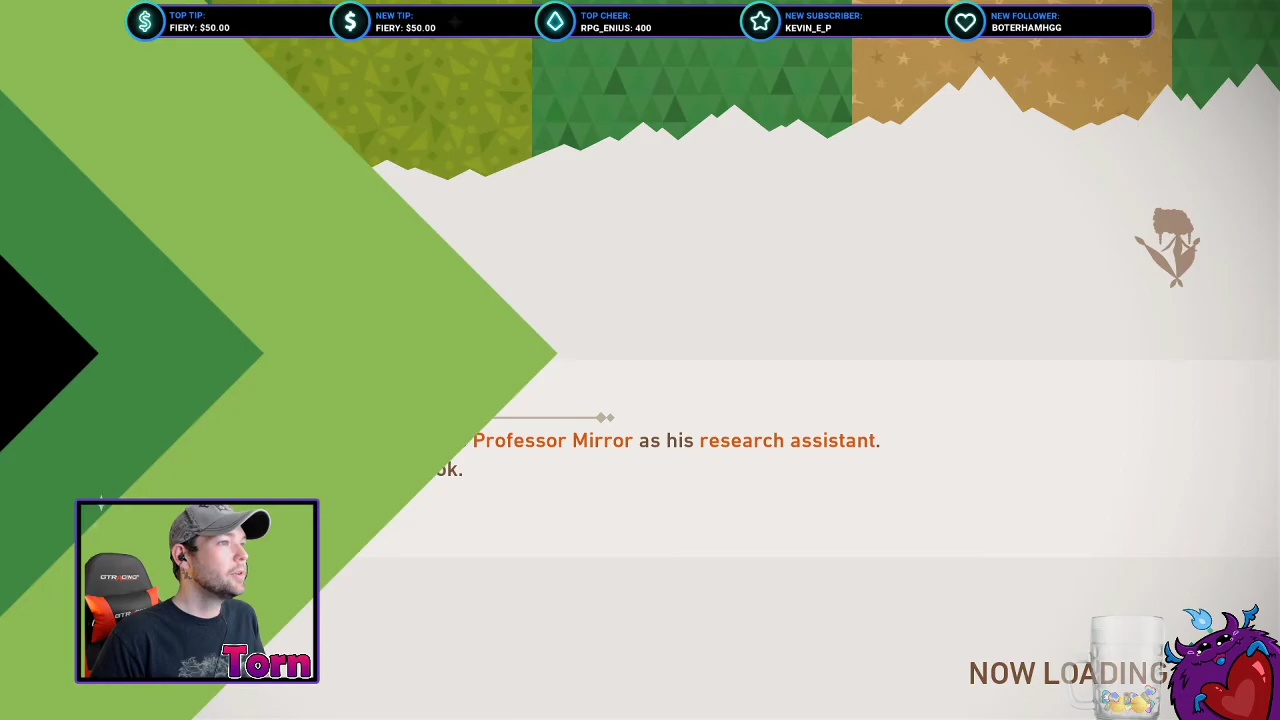 TOP TIP:
FIERY: $50.00
NEW TIP:
FIERY: $50.00
TOP CHEER:
RPG_ENIUS: 400
NEW SUBSCRIBER:
KEVIN_E_P
NEW FOLLOWER:
BOTERHAMHGG
Professor Mirror as his research assistant.
ok.
GTRACING
Torn
NOW LOADING